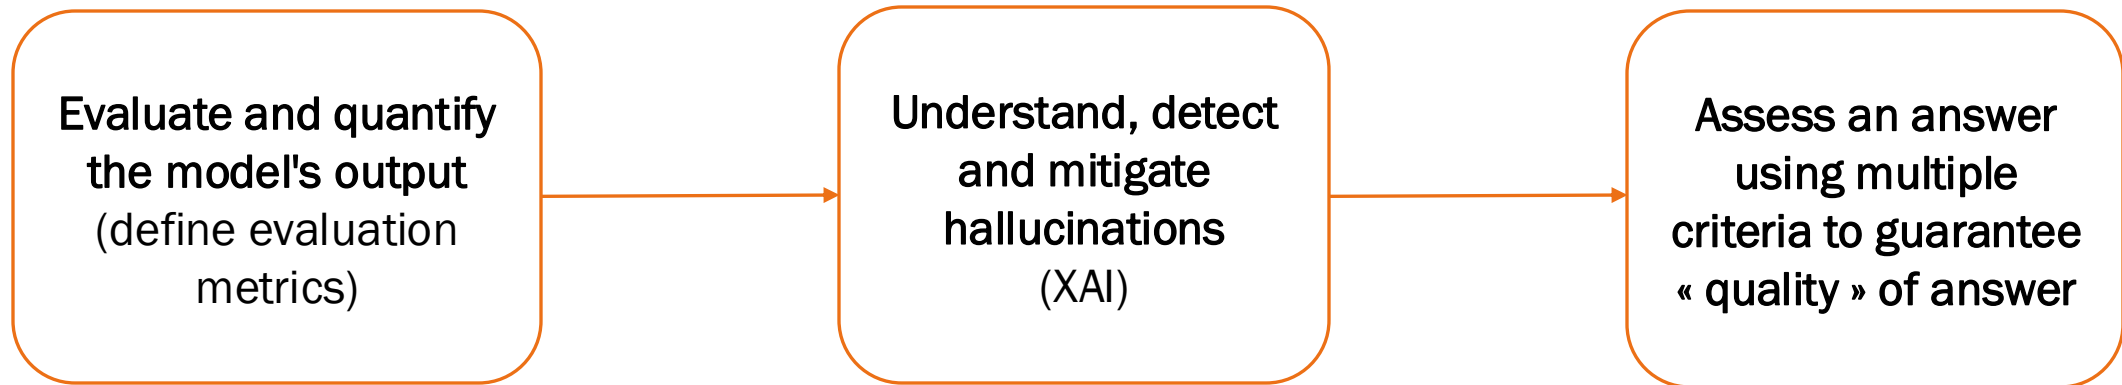 Evaluate and quantify
the model's output
(define evaluation
metrics)
Understand, detect
and mitigate
hallucinations
(XAI)
Assess an answer
using multiple
criteria to guarantee
« quality » of answer